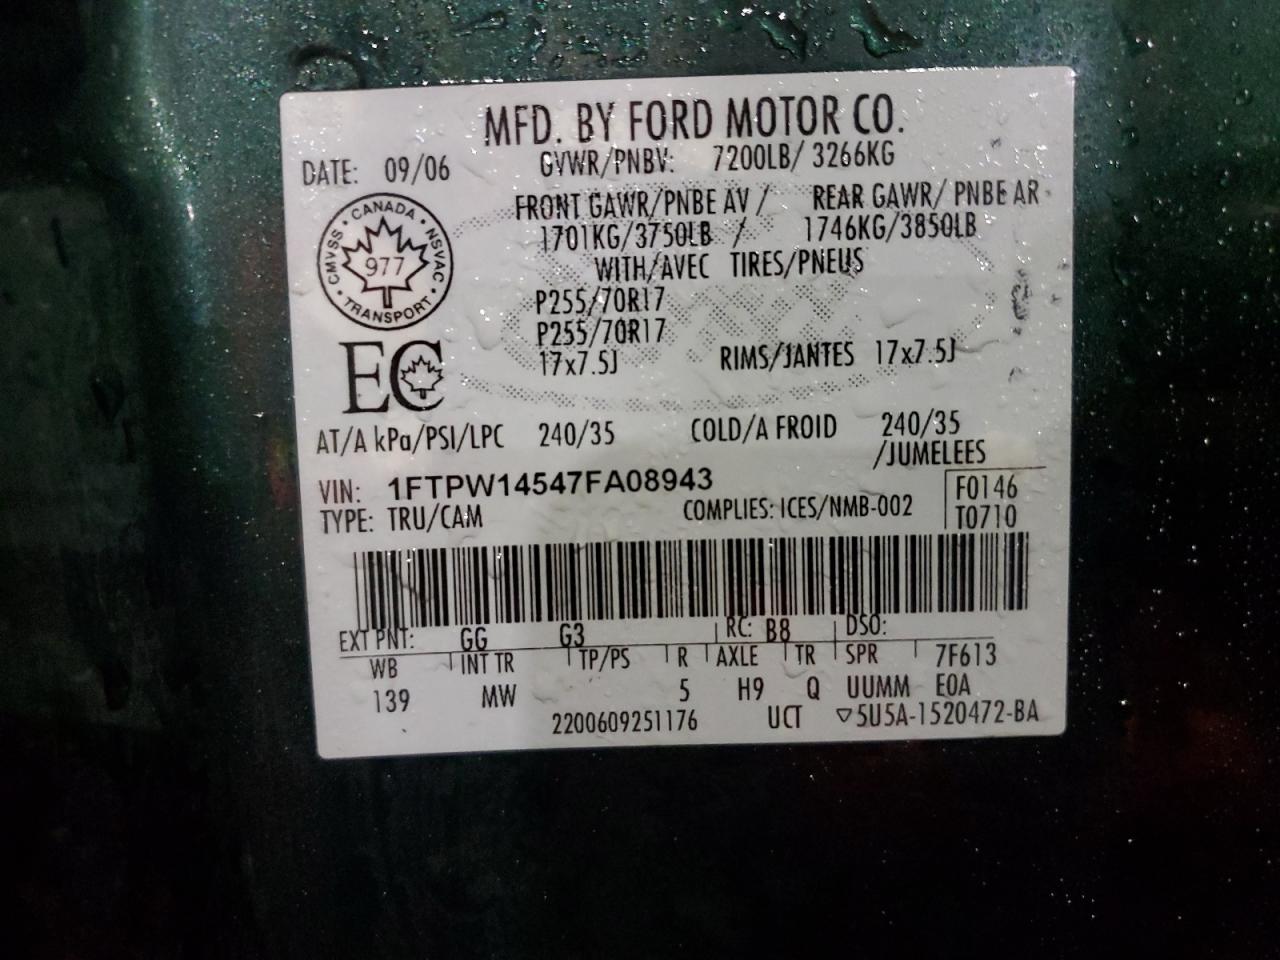 MFD. BY FORD MOTOR CO.
DATE: 09/06 GVWR/PNBV: 7200LB/ 3266KG
FRONT GAWR/PNBE AV / REAR GAWR/ PNBE AR
1701KG/3750LB / 1746KG/3850LB
WITH/AVEC TIRES/PNEUS
CANADA · NSVAC · TRANSPORT · CMVSS ·
977
P255/70R17
P255/70R17
17x7.5J RIMS/JANTES 17x7.5J
EC
AT/A kPa/PSI/LPC 240/35 COLD/A FROID 240/35
/JUMELEES
VIN: 1FTPW14547FA08943 F0146
TYPE: TRU/CAM COMPLIES: ICES/NMB-002 T0710
EXT PNT: GG G3 RC: B8 DSO:
WB INT TR TP/PS R AXLE TR SPR 7F613
139 MW 5 H9 Q UUMM E0A
2200609251176 UCT ▽5U5A-1520472-BA